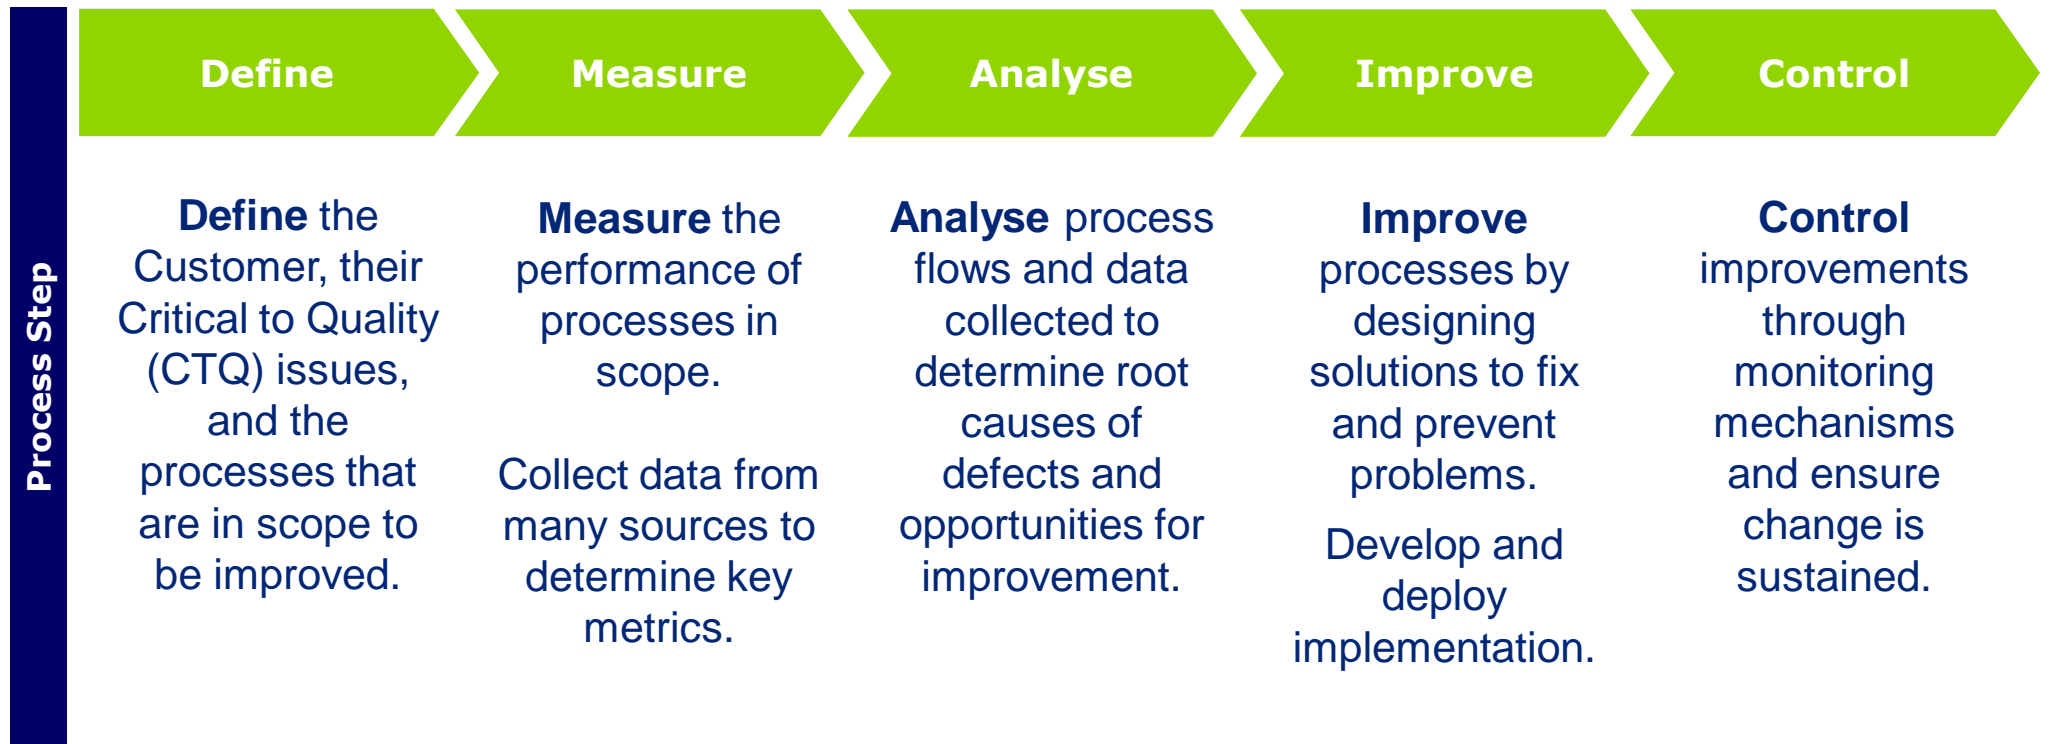 Process Step
Define
Measure
Analyse
Improve
Control
Define the
Customer, their
Critical to Quality
(CTQ) issues,
and the
processes that
are in scope to
be improved.
Measure the
performance of
processes in
scope.
Collect data from
many sources to
determine key
metrics.
Analyse process
flows and data
collected to
determine root
causes of
defects and
opportunities for
improvement.
Improve
processes by
designing
solutions to fix
and prevent
problems.
Develop and
deploy
implementation.
Control
improvements
through
monitoring
mechanisms
and ensure
change is
sustained.